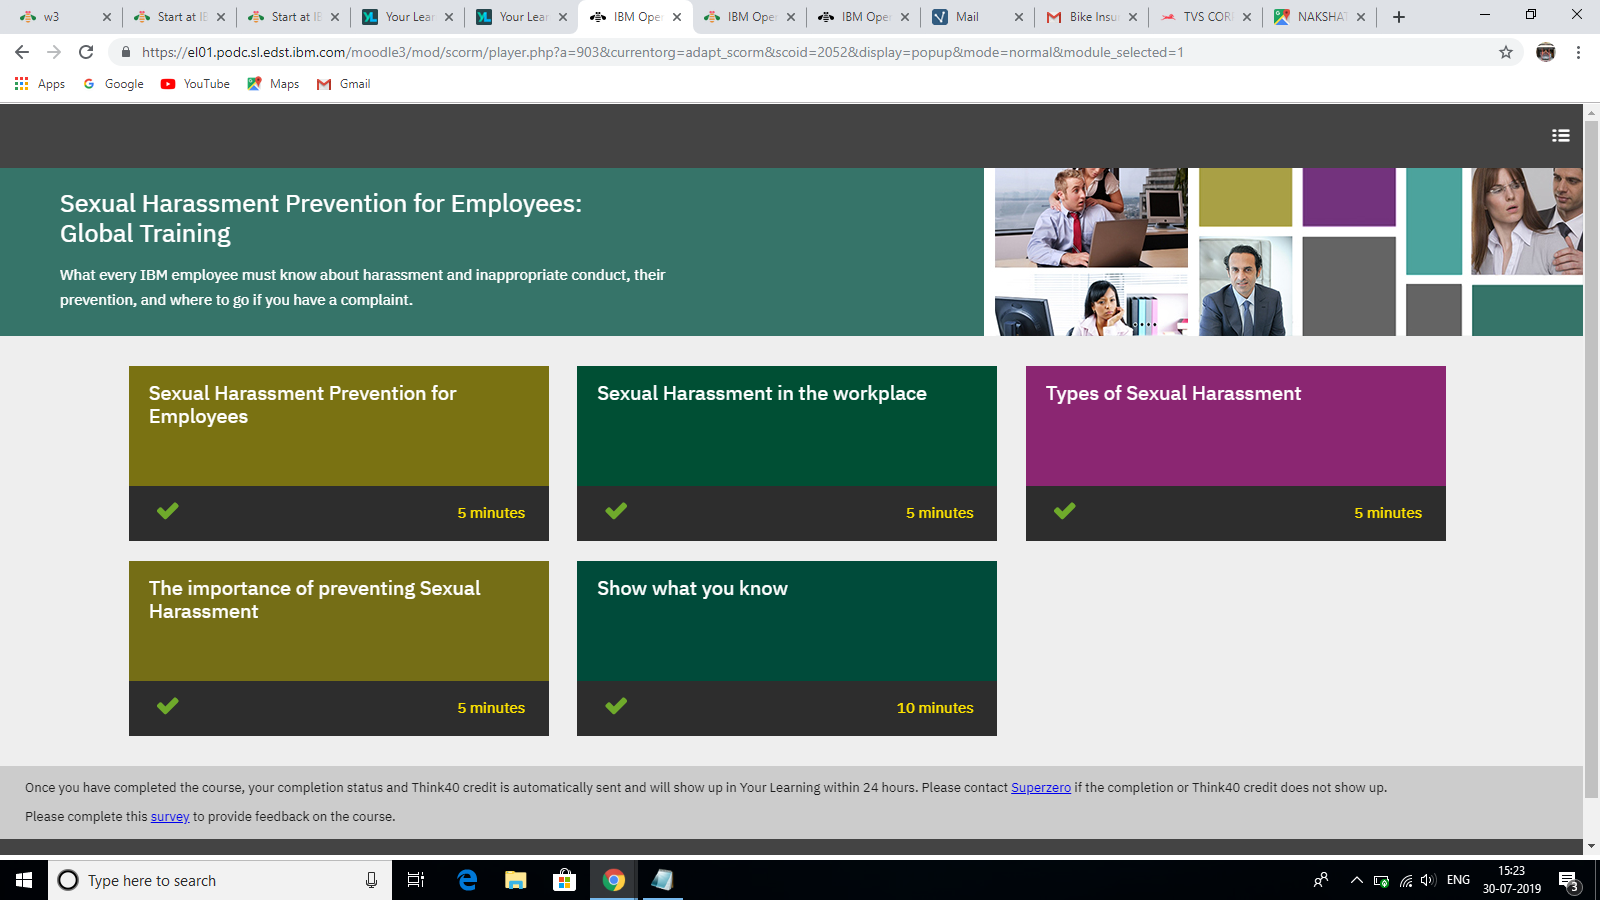 w3
Start at IB
Start at IB
Your Lear
Your Lear
IBM Ope
IBM Ope
IBM Ope
Mail
Bike Insu
TVS COR
NAKSHAT
https://el01.podc.sl.edst.ibm.com/moodle3/mod/scorm/player.php?a=903&currentorg=adapt_scorm&scoid=2052&display=popup&mode=normal&module_selected=1
Apps Google YouTube Maps Gmail
Sexual Harassment Prevention for Employees:
Global Training
What every IBM employee must know about harassment and inappropriate conduct, their
prevention, and where to go if you have a complaint.
Sexual Harassment Prevention for
Employees
5 minutes
Sexual Harassment in the workplace
5 minutes
Types of Sexual Harassment
5 minutes
The importance of preventing Sexual
Harassment
5 minutes
Show what you know
10 minutes
Once you have completed the course, your completion status and Think40 credit is automatically sent and will show up in Your Learning within 24 hours. Please contact Superzero if the completion or Think40 credit does not show up.
Please complete this survey to provide feedback on the course.
Type here to search
ENG
15:23
30-07-2019
3